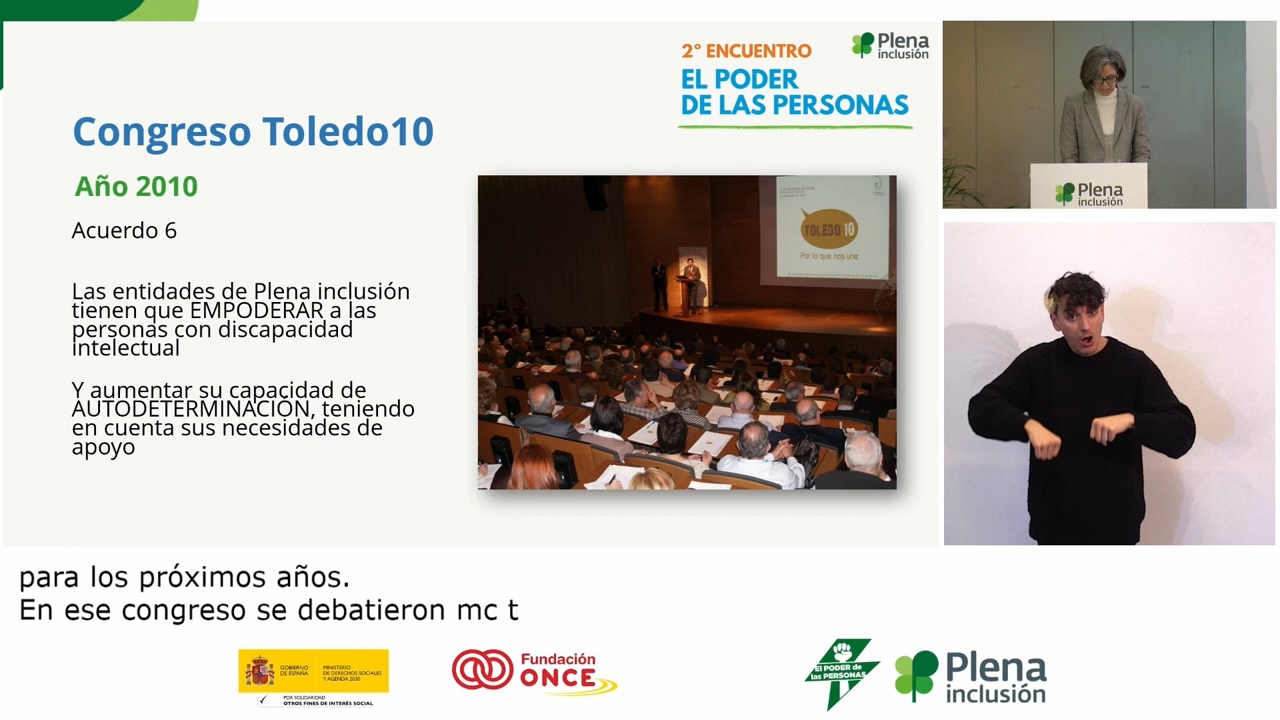 2º ENCUENTRO
EL PODER
DE LAS PERSONAS
Plena
inclusión
Congreso Toledo10
Año 2010
Acuerdo 6
Las entidades de Plena inclusión
tienen que EMPODERAR a las
personas con discapacidad
intelectual
Y aumentar su capacidad de
AUTODETERMINACIÓN, teniendo
en cuenta sus necesidades de
apoyo
TOLEDO 10
Por lo que nos une
Plena
inclusión
para los próximos años.
En ese congreso se debatieron mc t
GOBIERNO
DE ESPAÑA
MINISTERIO
DE DERECHOS SOCIALES
Y AGENDA 2030
POR SOLIDARIDAD
OTROS FINES DE INTERÉS SOCIAL
Fundación
ONCE
El PODER de
las PERSONAS
Plena
inclusión